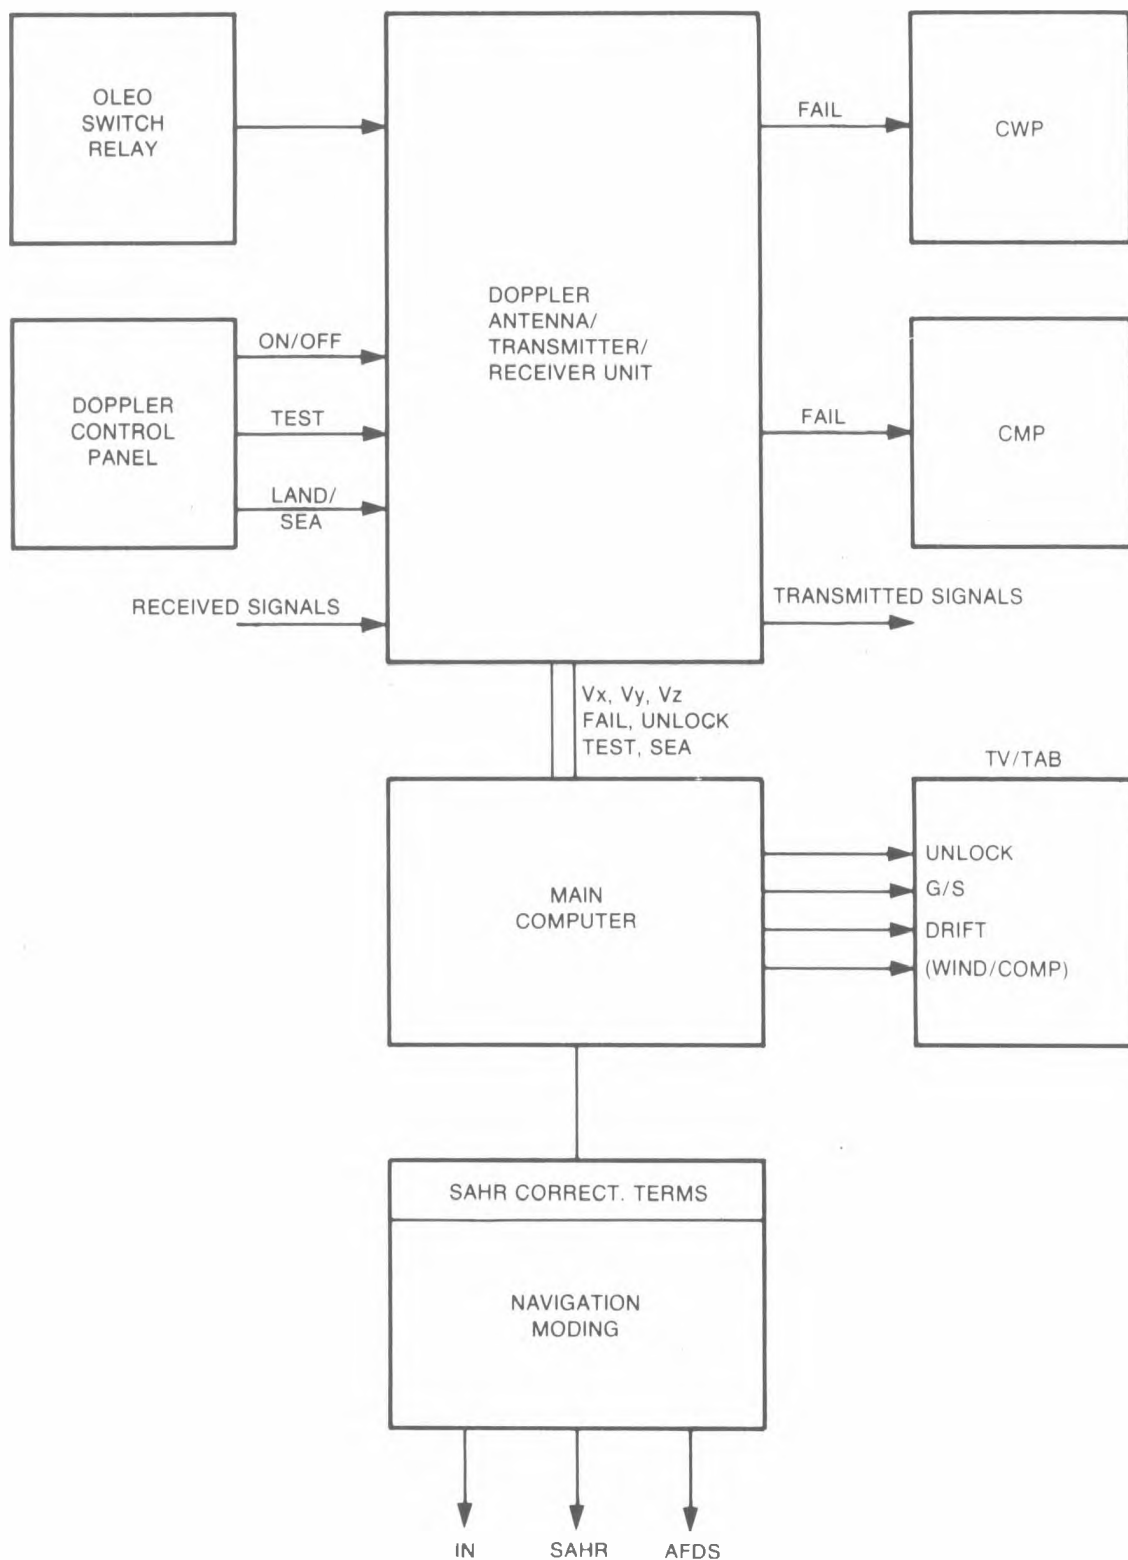 OLEO
SWITCH
RELAY
FAIL
CWP
DOPPLER
ANTENNA/
TRANSMITTER/
RECEIVER UNIT
DOPPLER
CONTROL
PANEL
ON/OFF
TEST
LAND/
SEA
FAIL
CMP
RECEIVED SIGNALS
TRANSMITTED SIGNALS
Vx, Vy, Vz
FAIL, UNLOCK
TEST, SEA
MAIN
COMPUTER
TV/TAB
UNLOCK
G/S
DRIFT
(WIND/COMP)
SAHR CORRECT. TERMS
NAVIGATION
MODING
IN
SAHR
AFDS